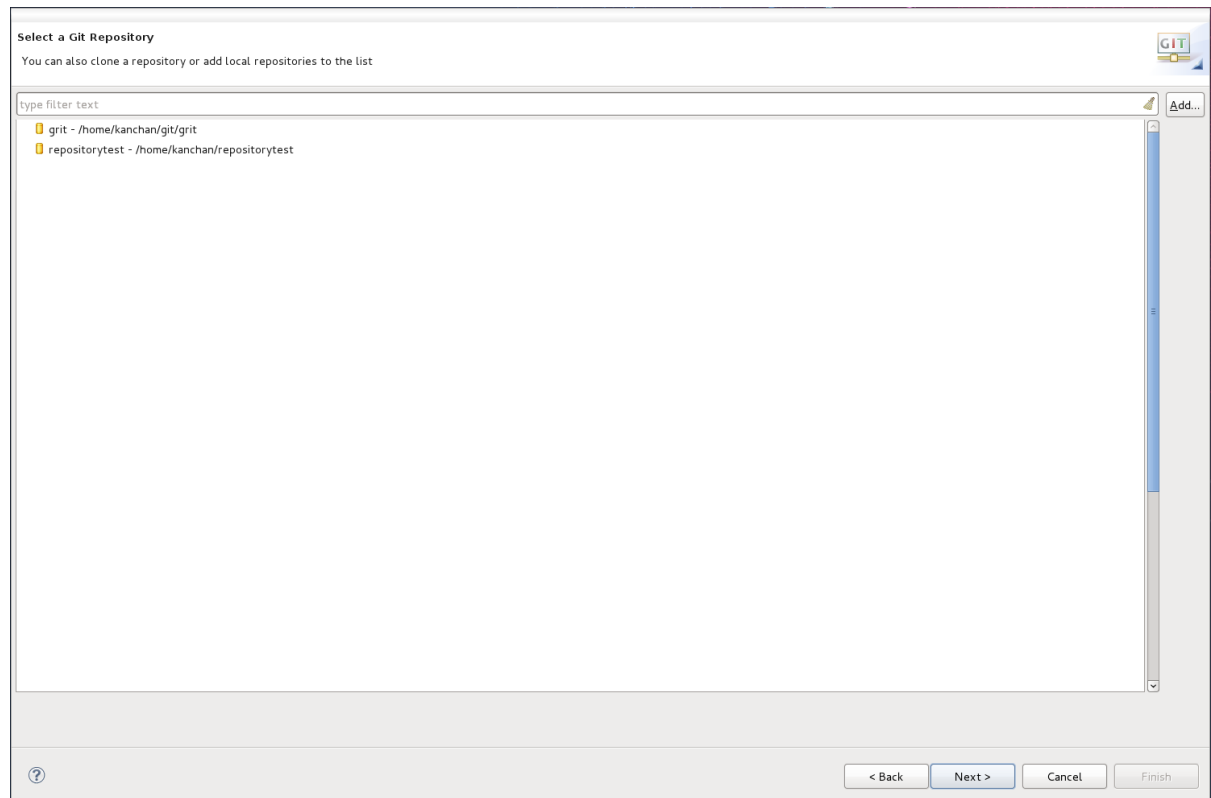 Select a Git Repository
You can also clone a repository or add local repositories to the list
GIT
type filter text
Add...
grit - /home/kanchan/git/grit
repositorytest - /home/kanchan/repositorytest
?
< Back
Next >
Cancel
Finish